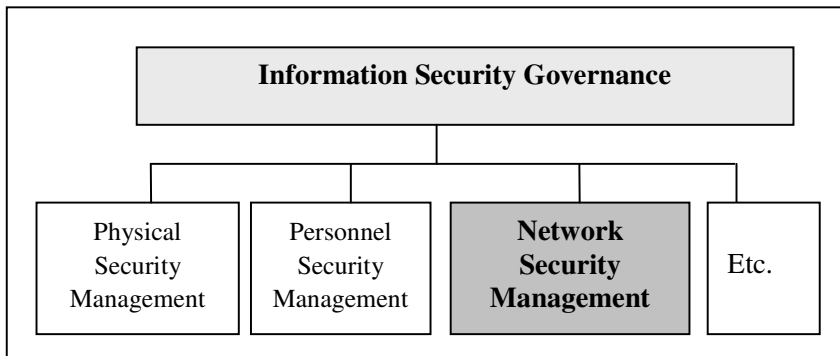 Information Security Governance
Physical
Security
Management
Personnel
Security
Management
Network
Security
Management
Etc.